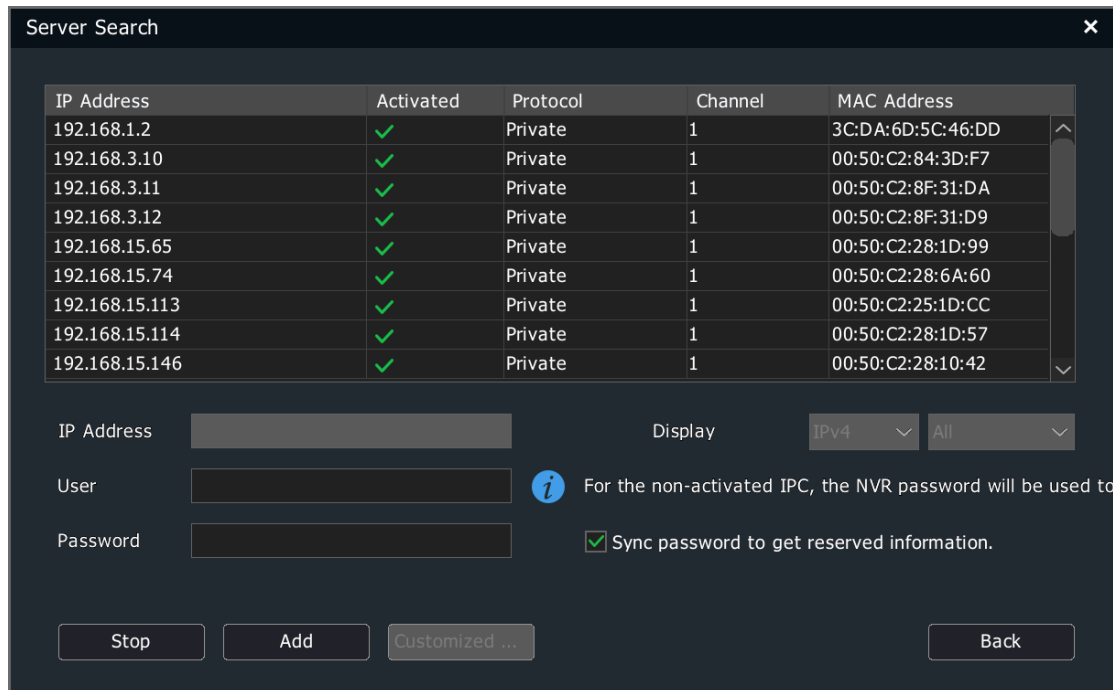 Server Search
IP Address Activated Protocol Channel MAC Address
192.168.1.2 Private 1 3C:DA:6D:5C:46:DD
192.168.3.10 Private 1 00:50:C2:84:3D:F7
192.168.3.11 Private 1 00:50:C2:8F:31:DA
192.168.3.12 Private 1 00:50:C2:8F:31:D9
192.168.15.65 Private 1 00:50:C2:28:1D:99
192.168.15.74 Private 1 00:50:C2:28:6A:60
192.168.15.113 Private 1 00:50:C2:25:1D:CC
192.168.15.114 Private 1 00:50:C2:28:1D:57
192.168.15.146 Private 1 00:50:C2:28:10:42
IP Address Display IPv4 All
User For the non-activated IPC, the NVR password will be used to
Password Sync password to get reserved information.
Stop Add Customized ... Back